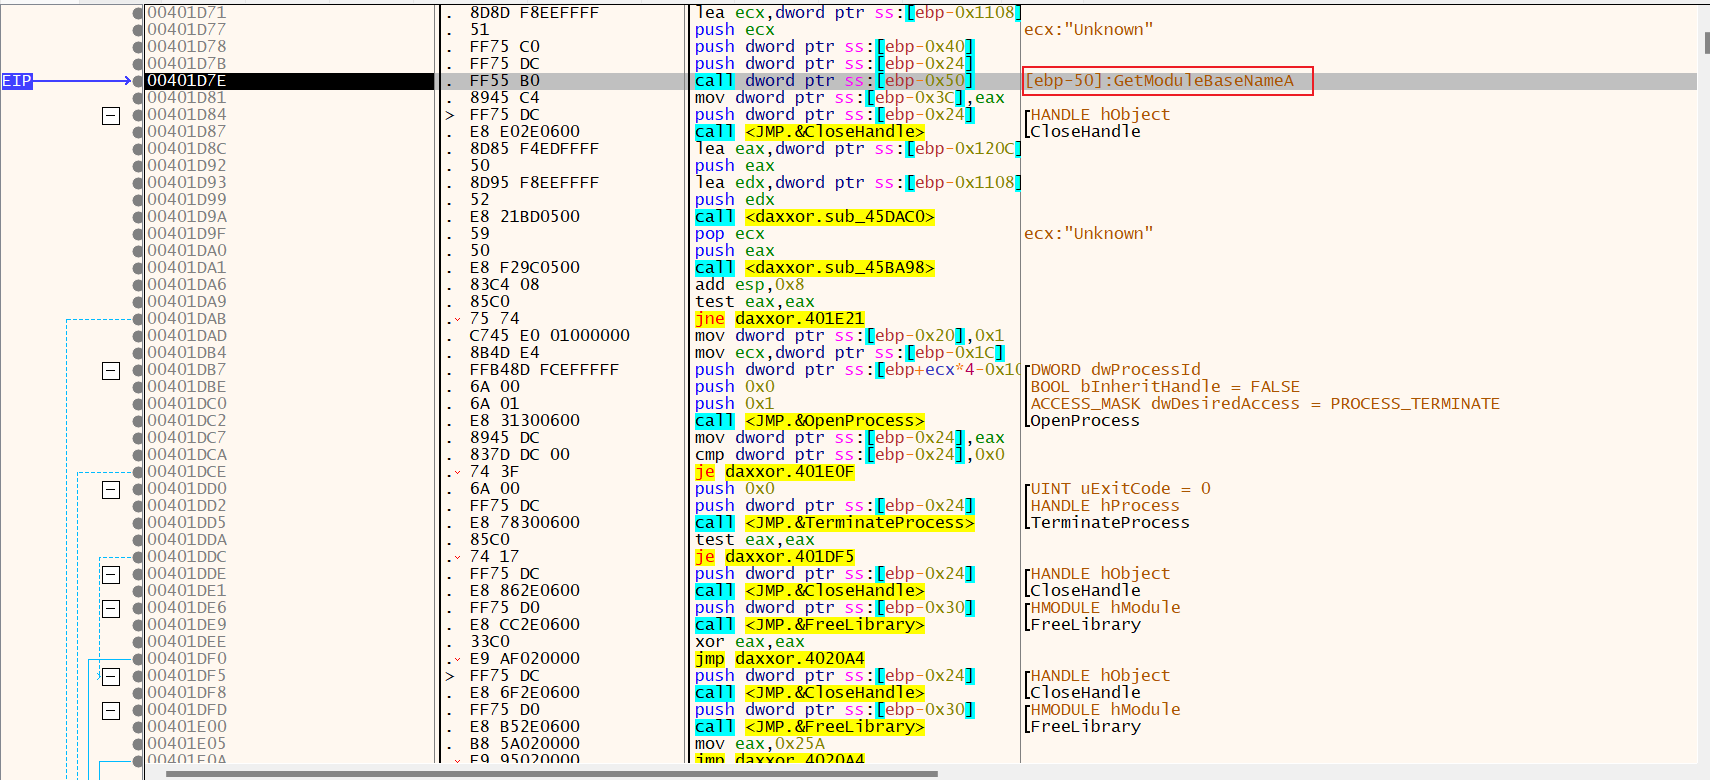 00401D71 . 8D8D F8EEFFFF lea ecx,dword ptr ss:[ebp-0x1108]
00401D77 . 51 push ecx ecx:"Unknown"
00401D78 . FF75 C0 push dword ptr ss:[ebp-0x40]
00401D7B . FF75 DC push dword ptr ss:[ebp-0x24]
EIP 00401D7E . FF55 B0 call dword ptr ss:[ebp-0x50] [ebp-50]:GetModuleBaseNameA
00401D81 . 8945 C4 mov dword ptr ss:[ebp-0x3C],eax
00401D84 > FF75 DC push dword ptr ss:[ebp-0x24] HANDLE hObject
00401D87 . E8 E02E0600 call <JMP.&CloseHandle> CloseHandle
00401D8C . 8D85 F4EDFFFF lea eax,dword ptr ss:[ebp-0x120C]
00401D92 . 50 push eax
00401D93 . 8D95 F8EEFFFF lea edx,dword ptr ss:[ebp-0x1108]
00401D99 . 52 push edx
00401D9A . E8 21BD0500 call <daxxor.sub_45DAC0>
00401D9F . 59 pop ecx ecx:"Unknown"
00401DA0 . 50 push eax
00401DA1 . E8 F29C0500 call <daxxor.sub_45BA98>
00401DA6 . 83C4 08 add esp,0x8
00401DA9 . 85C0 test eax,eax
00401DAB . 75 74 jne daxxor.401E21
00401DAD . C745 E0 01000000 mov dword ptr ss:[ebp-0x20],0x1
00401DB4 . 8B4D E4 mov ecx,dword ptr ss:[ebp-0x1C]
00401DB7 . FFB48D FCEFFFFF push dword ptr ss:[ebp+ecx*4-0x10 DWORD dwProcessId
00401DBE . 6A 00 push 0x0 BOOL bInheritHandle = FALSE
00401DC0 . 6A 01 push 0x1 ACCESS_MASK dwDesiredAccess = PROCESS_TERMINATE
00401DC2 . E8 31300600 call <JMP.&OpenProcess> OpenProcess
00401DC7 . 8945 DC mov dword ptr ss:[ebp-0x24],eax
00401DCA . 837D DC 00 cmp dword ptr ss:[ebp-0x24],0x0
00401DCE . 74 3F je daxxor.401E0F
00401DD0 . 6A 00 push 0x0 UINT uExitCode = 0
00401DD2 . FF75 DC push dword ptr ss:[ebp-0x24] HANDLE hProcess
00401DD5 . E8 78300600 call <JMP.&TerminateProcess> TerminateProcess
00401DDA . 85C0 test eax,eax
00401DDC . 74 17 je daxxor.401DF5
00401DDE . FF75 DC push dword ptr ss:[ebp-0x24] HANDLE hObject
00401DE1 . E8 862E0600 call <JMP.&CloseHandle> CloseHandle
00401DE6 . FF75 D0 push dword ptr ss:[ebp-0x30] HMODULE hModule
00401DE9 . E8 CC2E0600 call <JMP.&FreeLibrary> FreeLibrary
00401DEE . 33C0 xor eax,eax
00401DF0 . E9 AF020000 jmp daxxor.4020A4
00401DF5 > FF75 DC push dword ptr ss:[ebp-0x24] HANDLE hObject
00401DF8 . E8 6F2E0600 call <JMP.&CloseHandle> CloseHandle
00401DFD . FF75 D0 push dword ptr ss:[ebp-0x30] HMODULE hModule
00401E00 . E8 B52E0600 call <JMP.&FreeLibrary> FreeLibrary
00401E05 . B8 5A020000 mov eax,0x25A
00401E0A . E9 95020000 jmp daxxor.4020A4